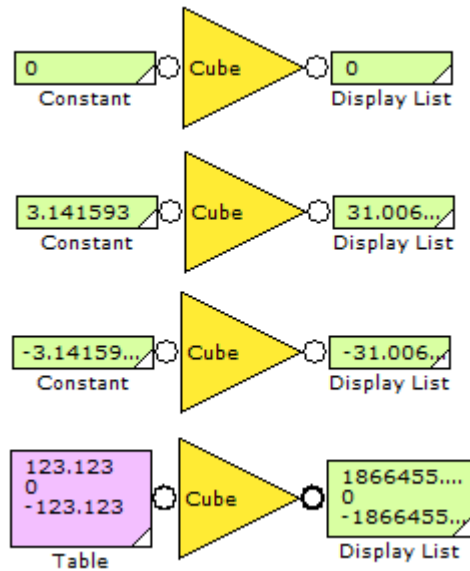 0
Cube
0
Constant
Display List
3.141593
Cube
31.006...
Constant
Display List
-3.14159...
Cube
-31.006...
Constant
Display List
123.123
0
-123.123
Cube
1866455....
0
-1866455...
Table
Display List